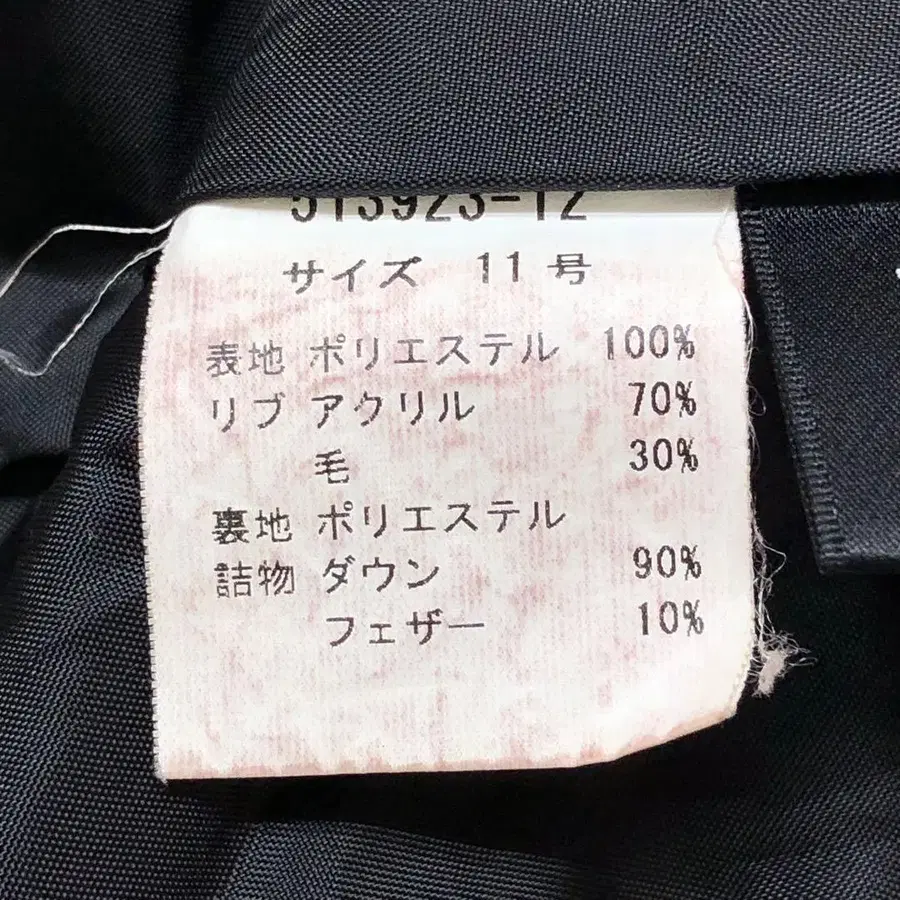 513923-12
サイズ 11 号
表地 ポリエステル 100%
リブ アクリル 70%
毛 30%
裏地 ポリエステル
詰物 ダウン 90%
フェザー 10%